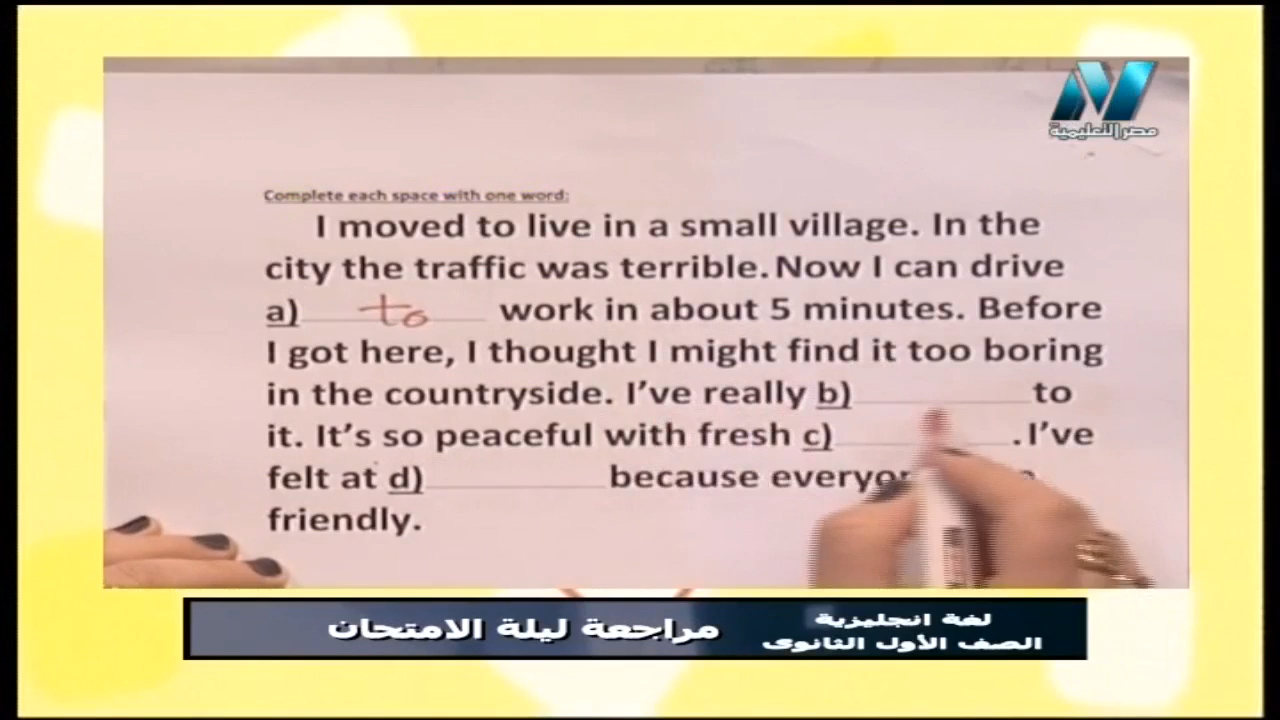 مصر التعليمية
Complete each space with one word:
I moved to live in a small village. In the
city the traffic was terrible. Now I can drive
a) to work in about 5 minutes. Before
I got here, I thought I might find it too boring
in the countryside. I've really b) to
it. It's so peaceful with fresh c) . I've
felt at d) because
friendly.
لغة انجليزية
الصف الأول الثانوى
مراجعة ليلة الامتحان